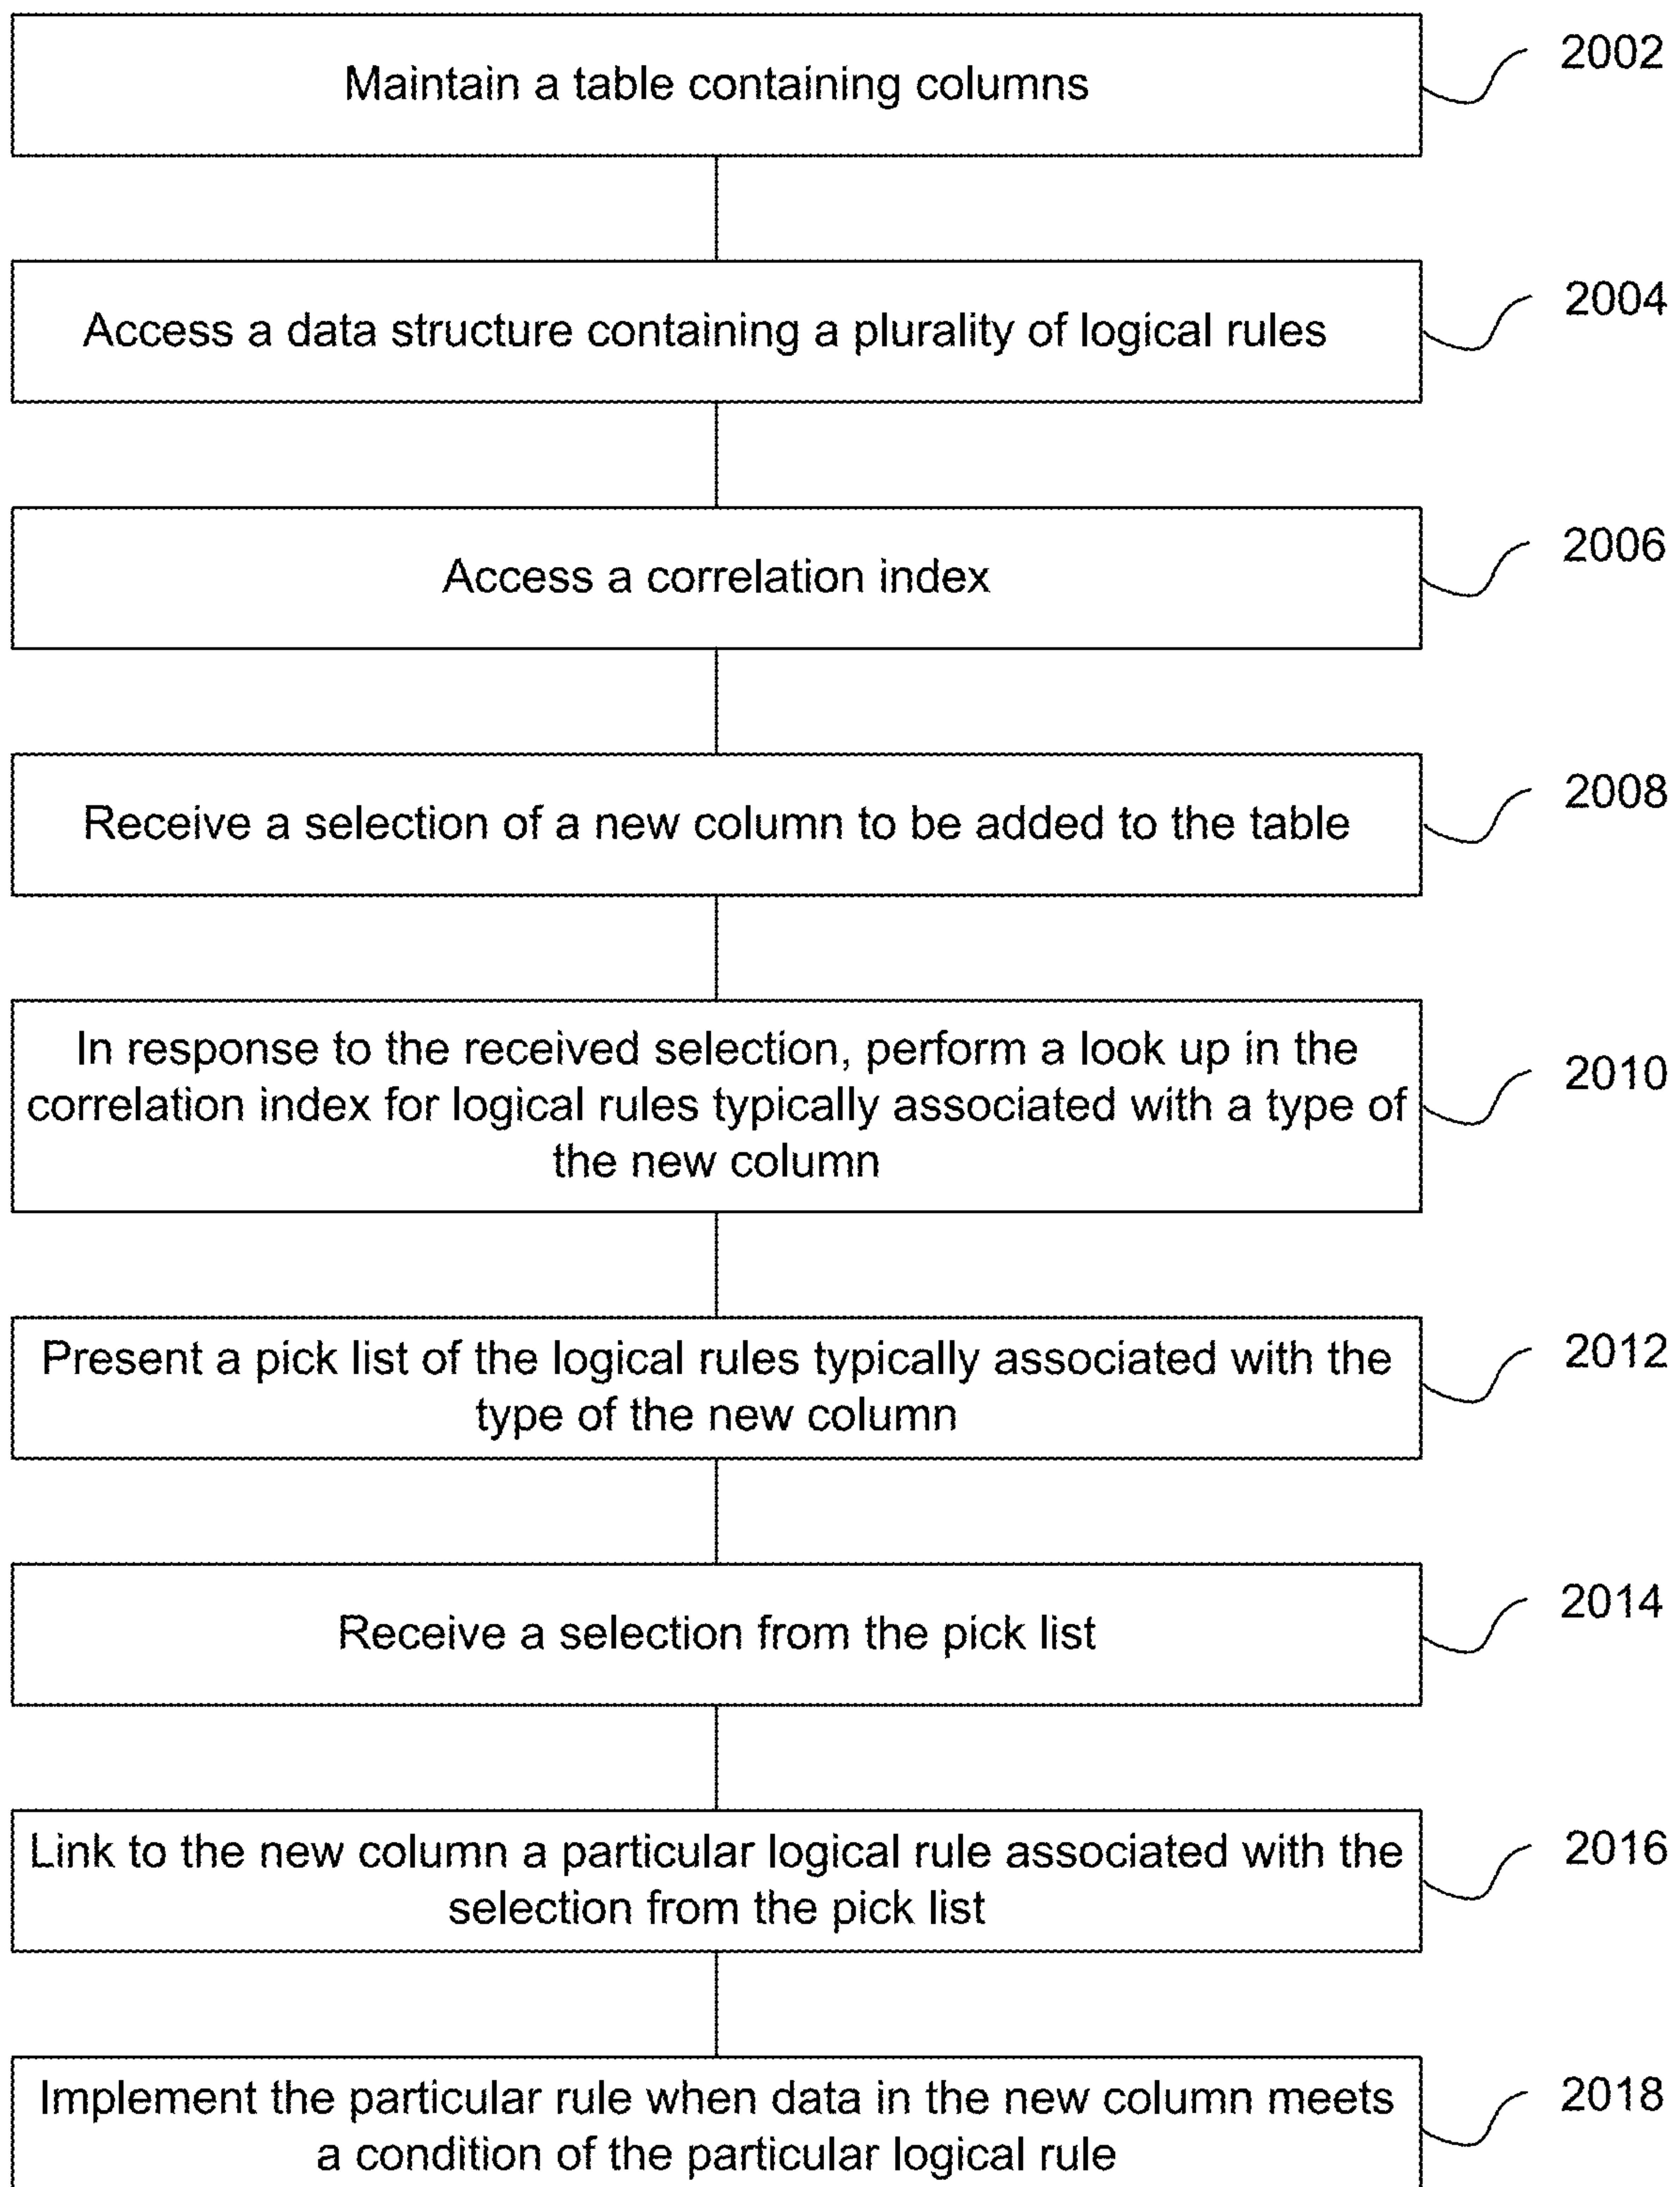 Maintain a table containing columns
2002
Access a data structure containing a plurality of logical rules
2004
Access a correlation index
2006
Receive a selection of a new column to be added to the table
2008
In response to the received selection, perform a look up in the
correlation index for logical rules typically associated with a type of
the new column
2010
Present a pick list of the logical rules typically associated with the
type of the new column
2012
Receive a selection from the pick list
2014
Link to the new column a particular logical rule associated with the
selection from the pick list
2016
Implement the particular rule when data in the new column meets
a condition of the particular logical rule
2018